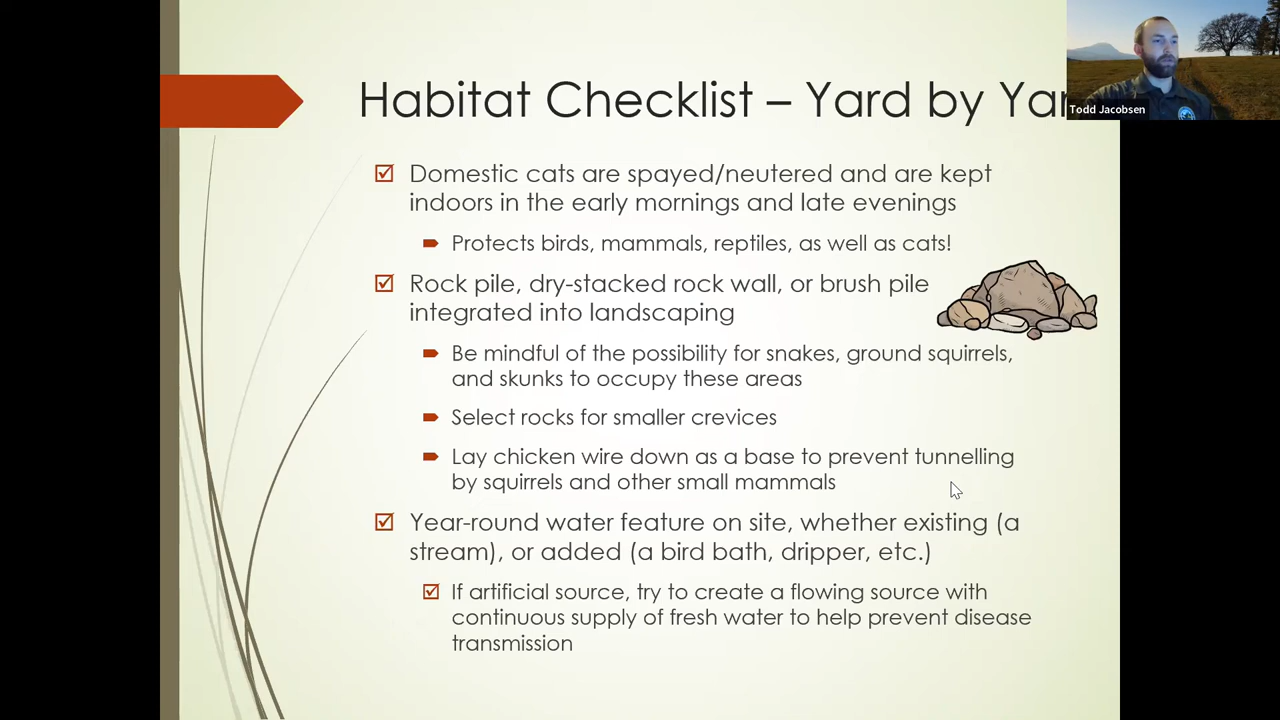 Habitat Checklist – Yard by
Todd Jacobsen
Domestic cats are spayed/neutered and are kept
indoors in the early mornings and late evenings
Protects birds, mammals, reptiles, as well as cats!
Rock pile, dry-stacked rock wall, or brush pile
integrated into landscaping
Be mindful of the possibility for snakes, ground squirrels,
and skunks to occupy these areas
Select rocks for smaller crevices
Lay chicken wire down as a base to prevent tunnelling
by squirrels and other small mammals
Year-round water feature on site, whether existing (a
stream), or added (a bird bath, dripper, etc.)
If artificial source, try to create a flowing source with
continuous supply of fresh water to help prevent disease
transmission